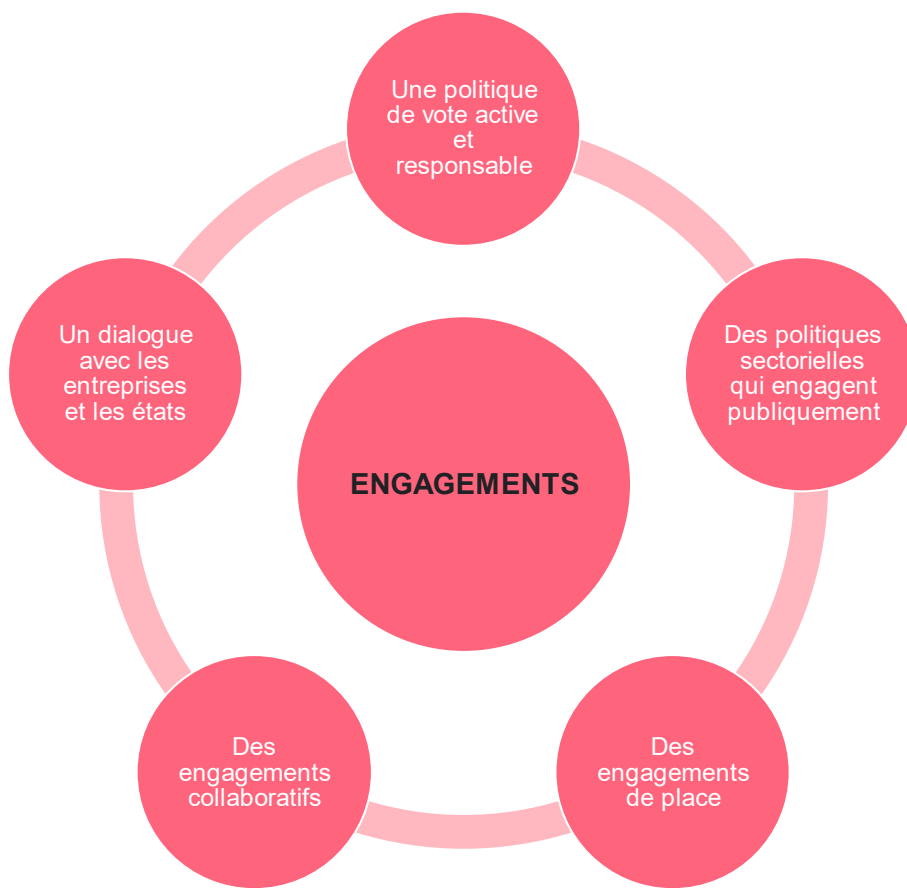 Une politique
de vote active
et
responsable
Des politiques
sectorielles
qui engagent
publiquement
Des
engagements
de place
Des
engagements
collaboratifs
Un dialogue
avec les
entreprises
et les états
ENGAGEMENTS